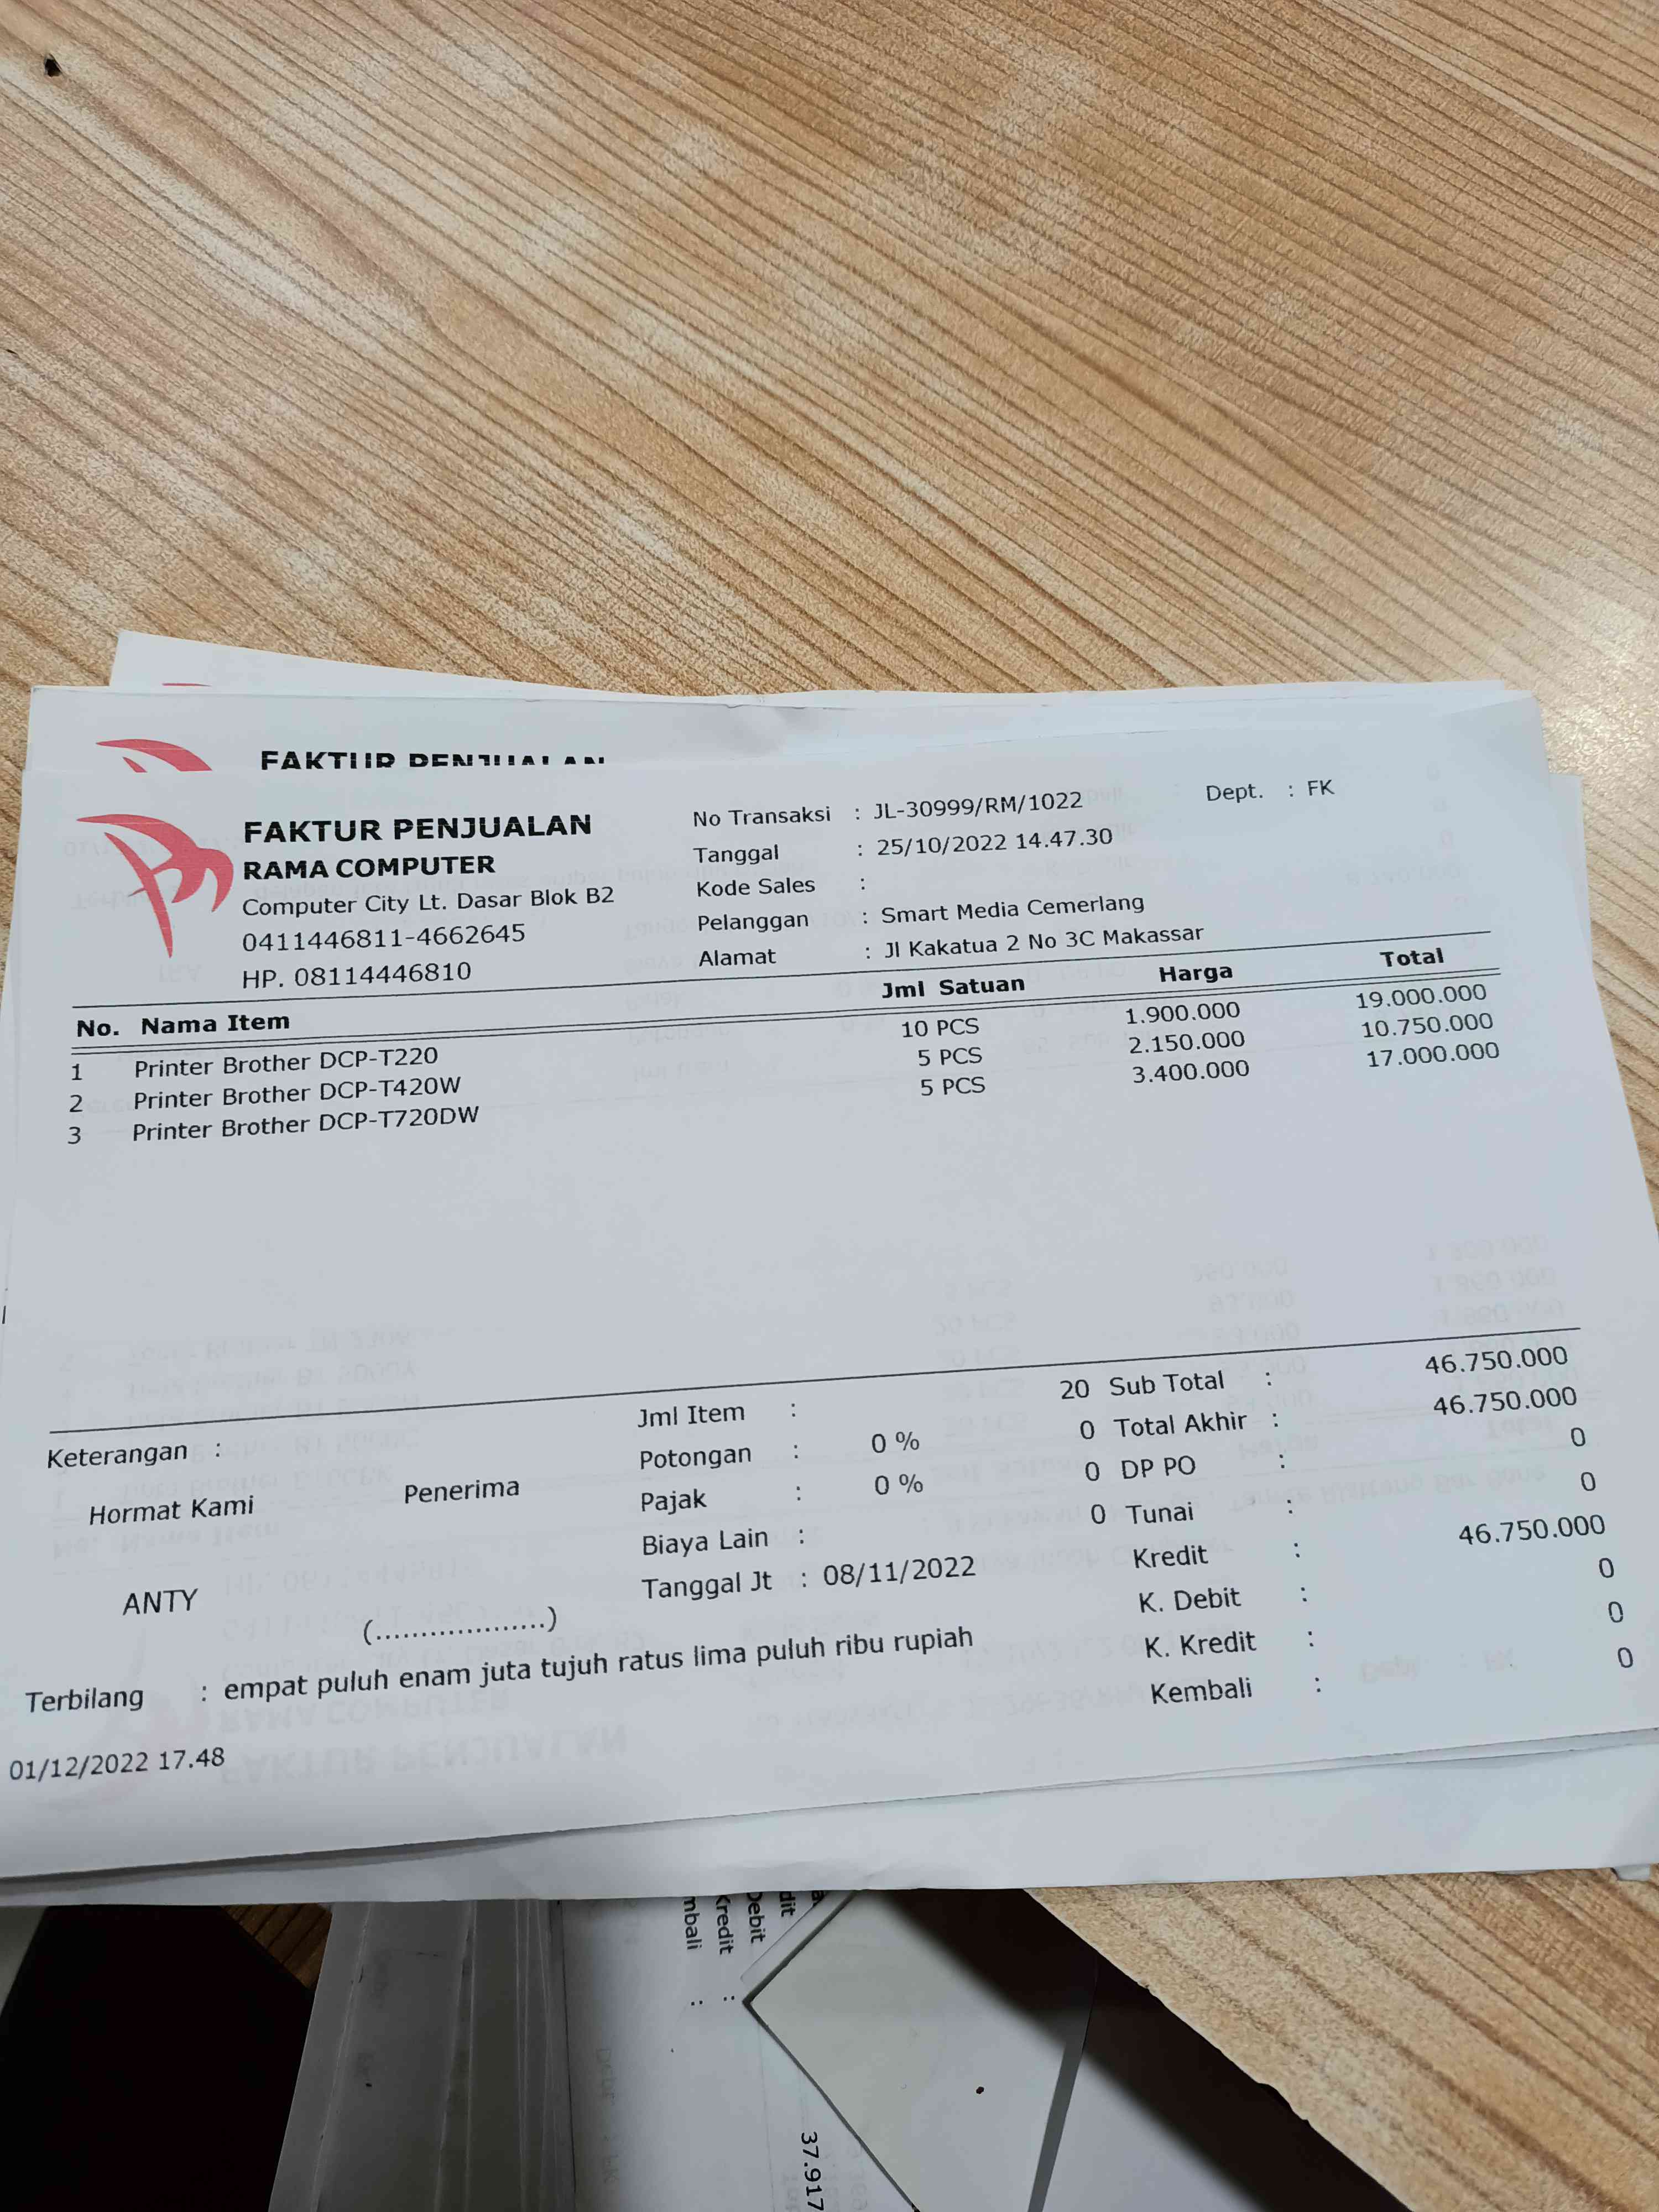 FAKTUR PENJUALAN
FAKTUR PENJUALAN
RAMA COMPUTER
Computer City Lt. Dasar Blok B2
0411446811-4662645
HP. 08114446810
No Transaksi : JL-30999/RM/1022
Dept. : FK
Tanggal : 25/10/2022 14.47.30
Kode Sales :
Pelanggan : Smart Media Cemerlang
Alamat : Jl Kakatua 2 No 3C Makassar
No. Nama Item Jml Satuan Harga Total
1 Printer Brother DCP-T220 10 PCS 1.900.000 19.000.000
2 Printer Brother DCP-T420W 5 PCS 2.150.000 10.750.000
3 Printer Brother DCP-T720DW 5 PCS 3.400.000 17.000.000
Keterangan :
Hormat Kami
Penerima
ANTY
(...................)
Jml Item : 20
Potongan : 0 % 0
Pajak : 0 % 0
Biaya Lain : 0
Tanggal Jt : 08/11/2022
Sub Total : 46.750.000
Total Akhir : 46.750.000
DP PO : 0
Tunai : 0
Kredit : 46.750.000
K. Debit : 0
K. Kredit : 0
Kembali : 0
Terbilang : empat puluh enam juta tujuh ratus lima puluh ribu rupiah
01/12/2022 17.48
dit
Debit
Kredit :
mbali :
37.917